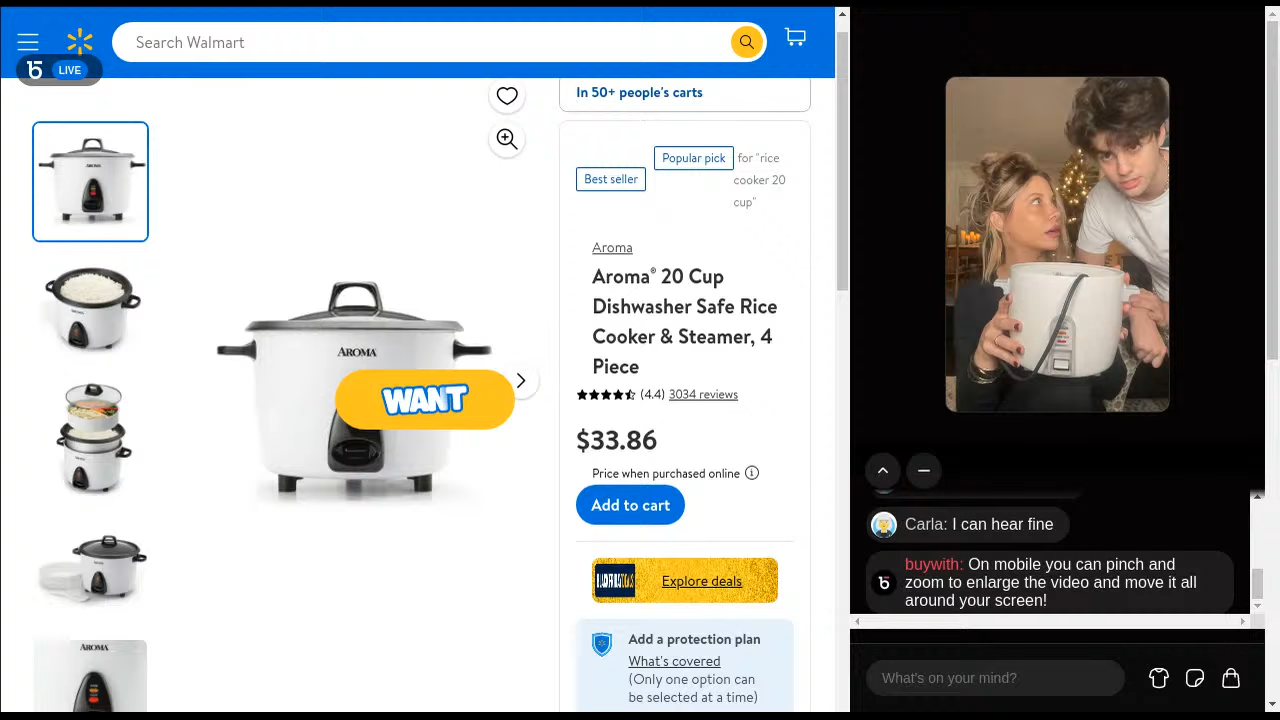 Search Walmart
LIVE
In 50+ people's carts
Best seller
Popular pick
for "rice
cooker 20
cup"
Aroma
Aroma® 20 Cup
Dishwasher Safe Rice
Cooker & Steamer, 4
Piece
(4.4) 3034 reviews
$33.86
Price when purchased online
Add to cart
Explore deals
Add a protection plan
What's covered
(Only one option can
be selected at a time)
AROMA
WANT
AROMA
Carla: I can hear fine
buywith: On mobile you can pinch and
zoom to enlarge the video and move it all
around your screen!
What's on your mind?